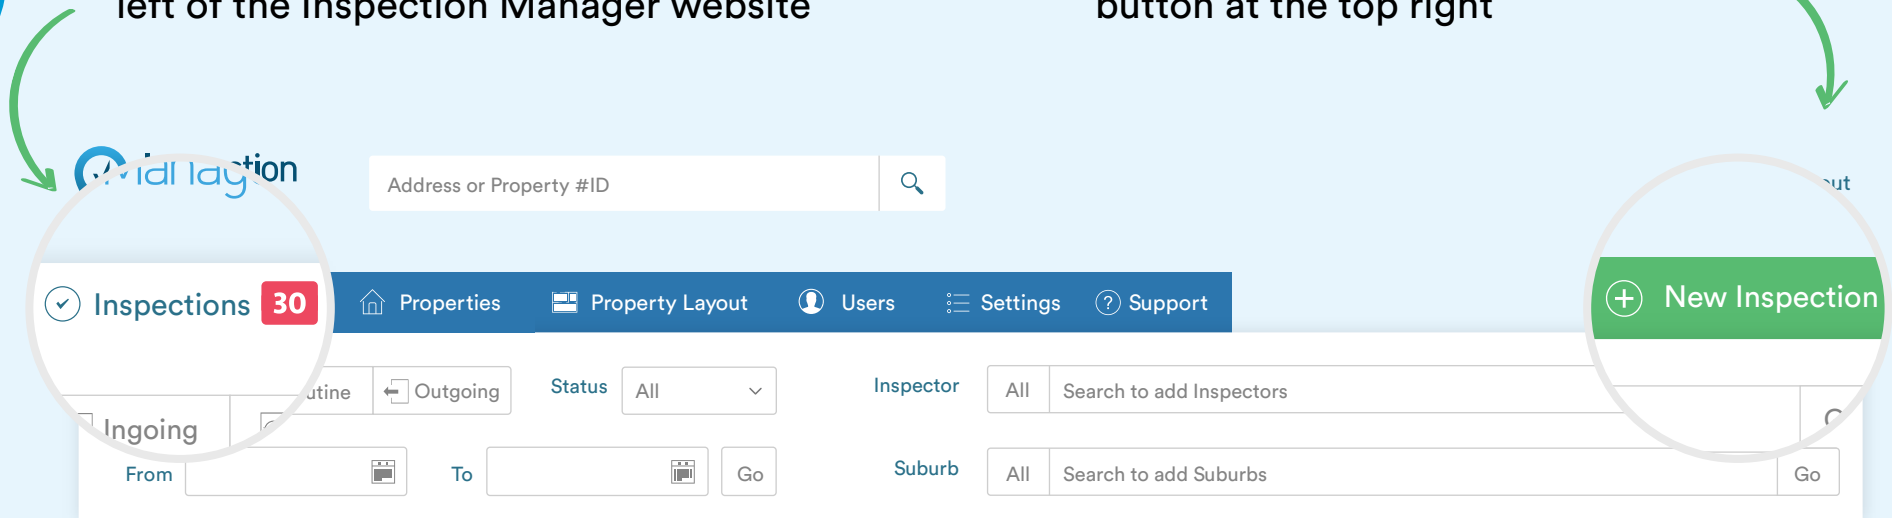 left of the Inspection Manager website
button at the top right
Address or Property #ID
Inspections 30
Properties
Property Layout
Users
Settings
Support
New Inspection
Ingoing
Outgoing
Status
All
Inspector
All
Search to add Inspectors
From
To
Go
Suburb
All
Search to add Suburbs
Go